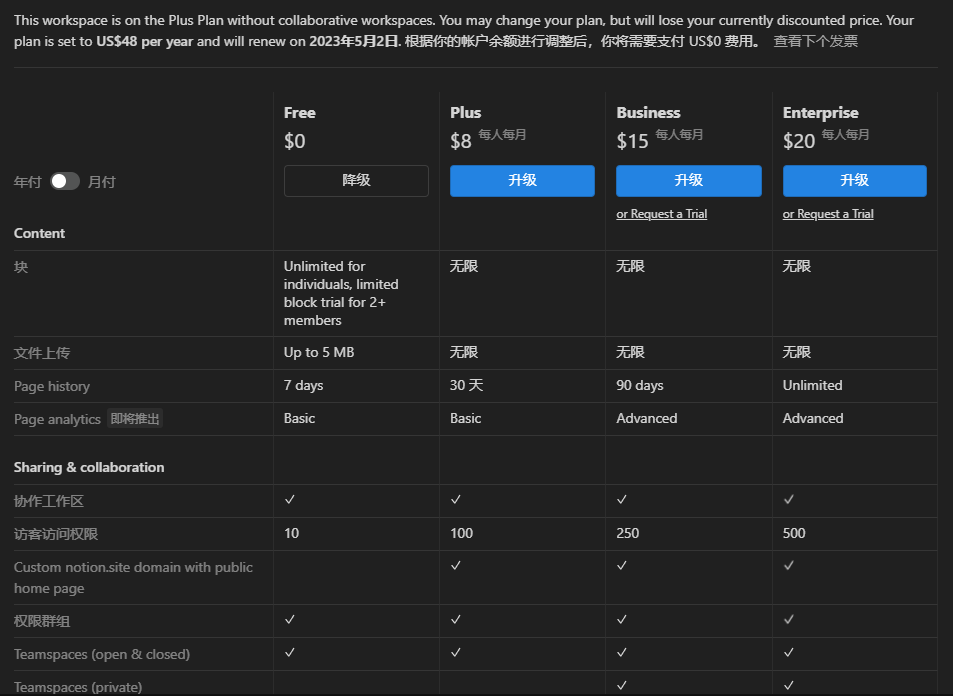 This workspace is on the Plus Plan without collaborative workspaces. You may change your plan, but will lose your currently discounted price. Your
plan is set to US$48 per year and will renew on 2023年5月2日. 根据你的帐户余额进行调整后，你将需要支付 US$0 费用。 查看下个发票
Free Plus Business Enterprise
$0 $8 每人每月 $15 每人每月 $20 每人每月
年付 月付 降级 升级 升级 升级
or Request a Trial or Request a Trial
Content
块 Unlimited for 无限 无限 无限
individuals, limited
block trial for 2+
members
文件上传 Up to 5 MB 无限 无限 无限
Page history 7 days 30 天 90 days Unlimited
Page analytics 即将推出 Basic Basic Advanced Advanced
Sharing & collaboration
协作工作区 ✓ ✓ ✓ ✓
访客访问权限 10 100 250 500
Custom notion.site domain with public ✓ ✓ ✓
home page
权限群组 ✓ ✓ ✓ ✓
Teamspaces (open & closed) ✓ ✓ ✓ ✓
Teamspaces (private) ✓ ✓